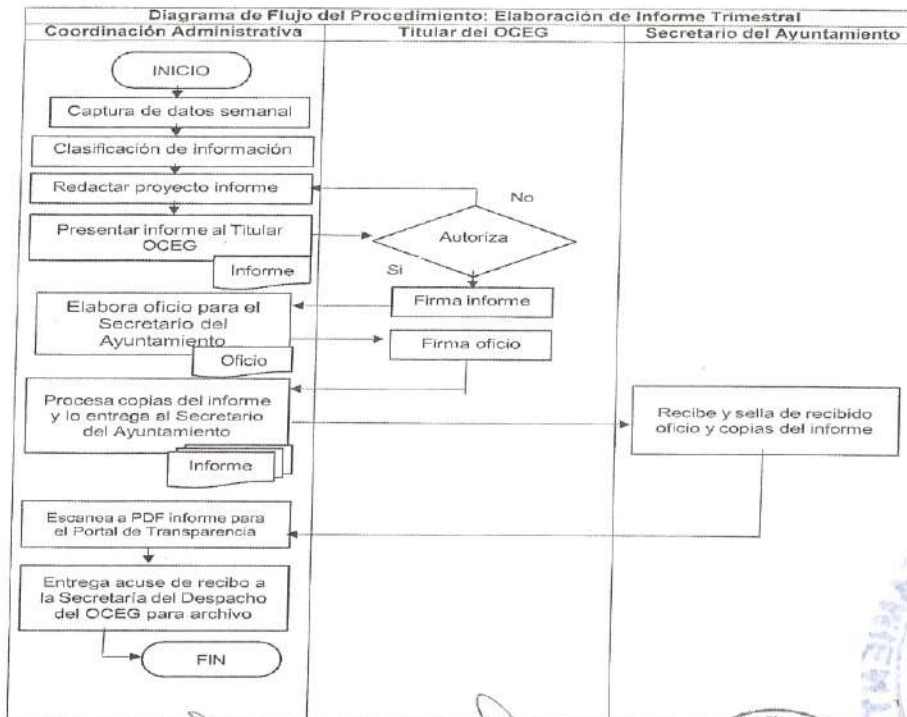 Diagrama de Flujo del Procedimiento: Elaboración de Informe Trimestral
Coordinación Administrativa
Titular del OCEG
Secretario del Ayuntamiento
INICIO
Captura de datos semanal
Clasificación de información
Redactar proyecto informe
No
Presentar informe al Titular
OCEG
Autoriza
Informe
Si
Firma informe
Elabora oficio para el
Secretario del
Ayuntamiento
Oficio
Firma oficio
Procesa copias del informe
y lo entrega al Secretario
del Ayuntamiento
Informe
Recibe y sella de recibido
oficio y copias del informe
Escanea a PDF informe para
el Portal de Transparencia
Entrega acuse de recibo a
la Secretaría del Despacho
del OCEG para archivo
FIN